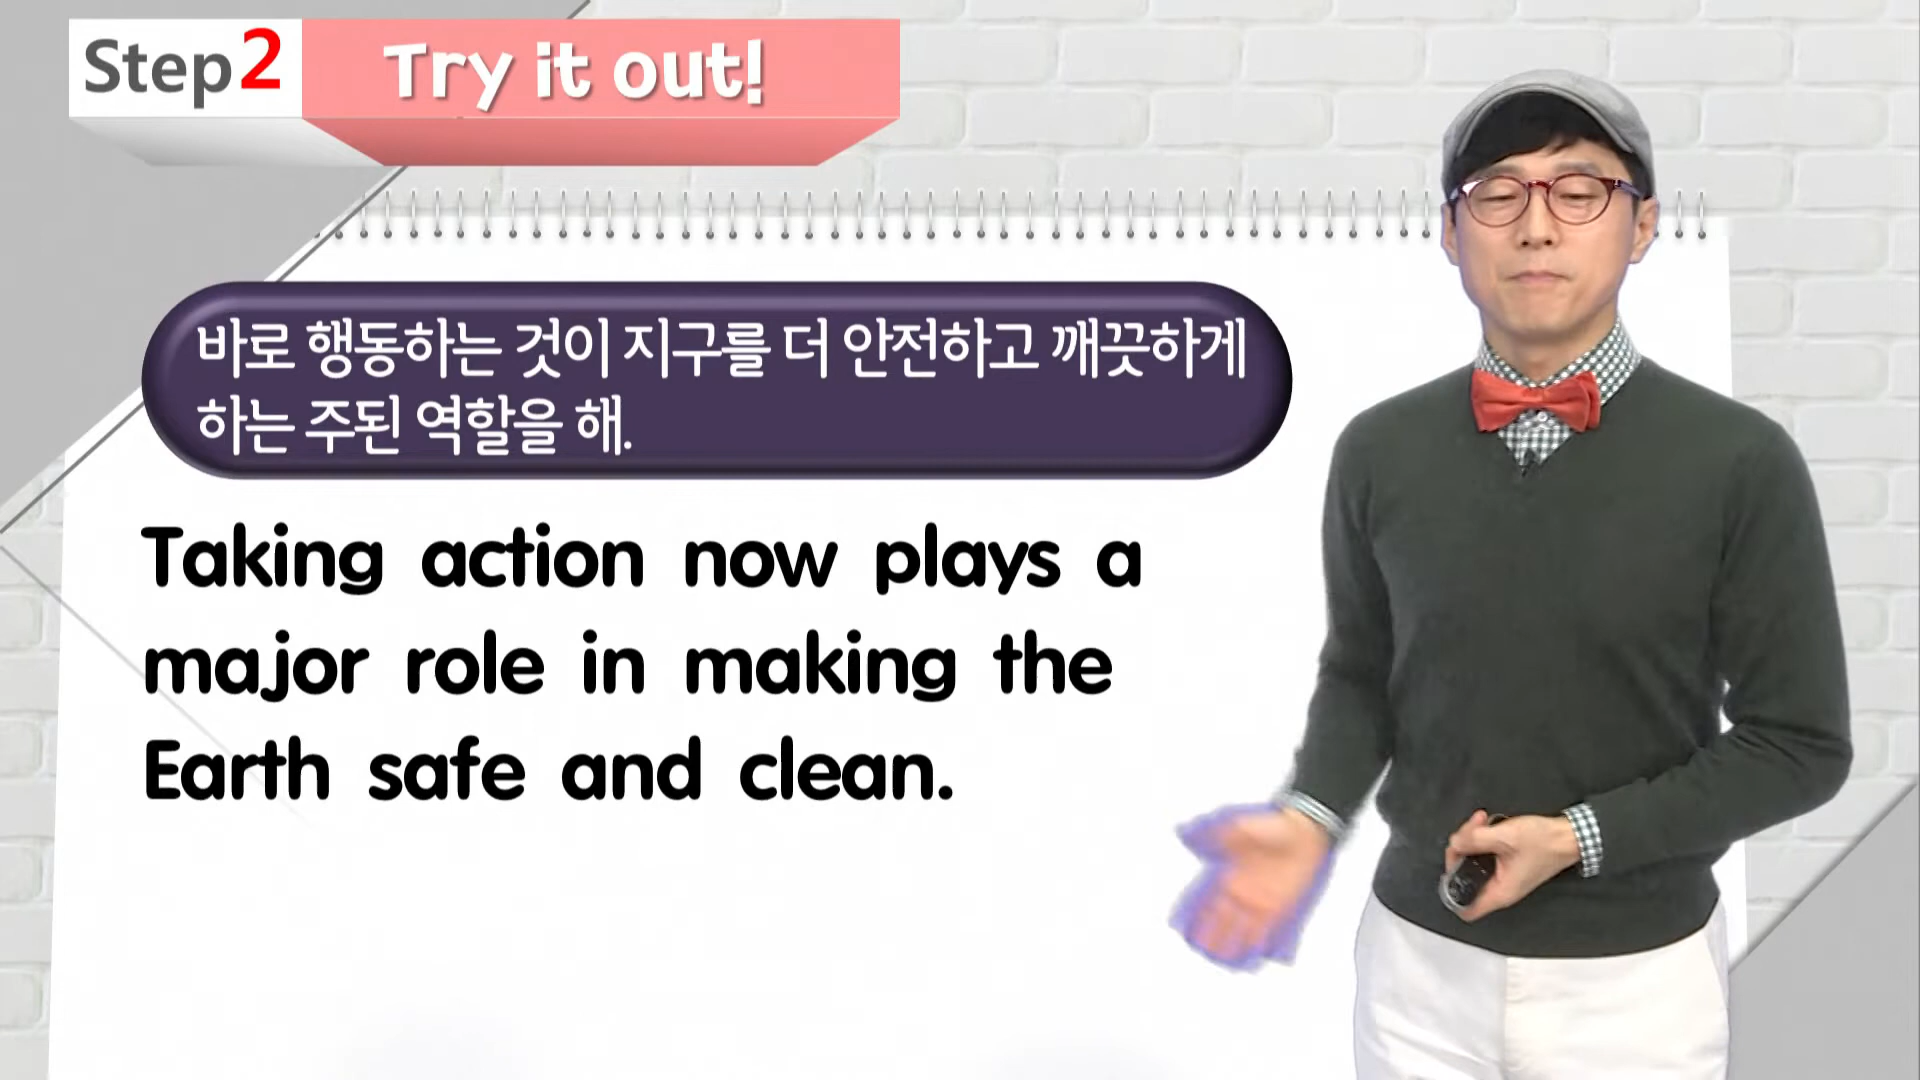 Step2 Try it out!
바로 행동하는 것이 지구를 더 안전하고 깨끗하게
하는 주된 역할을 해.
Taking action now plays a
major role in making the
Earth safe and clean.